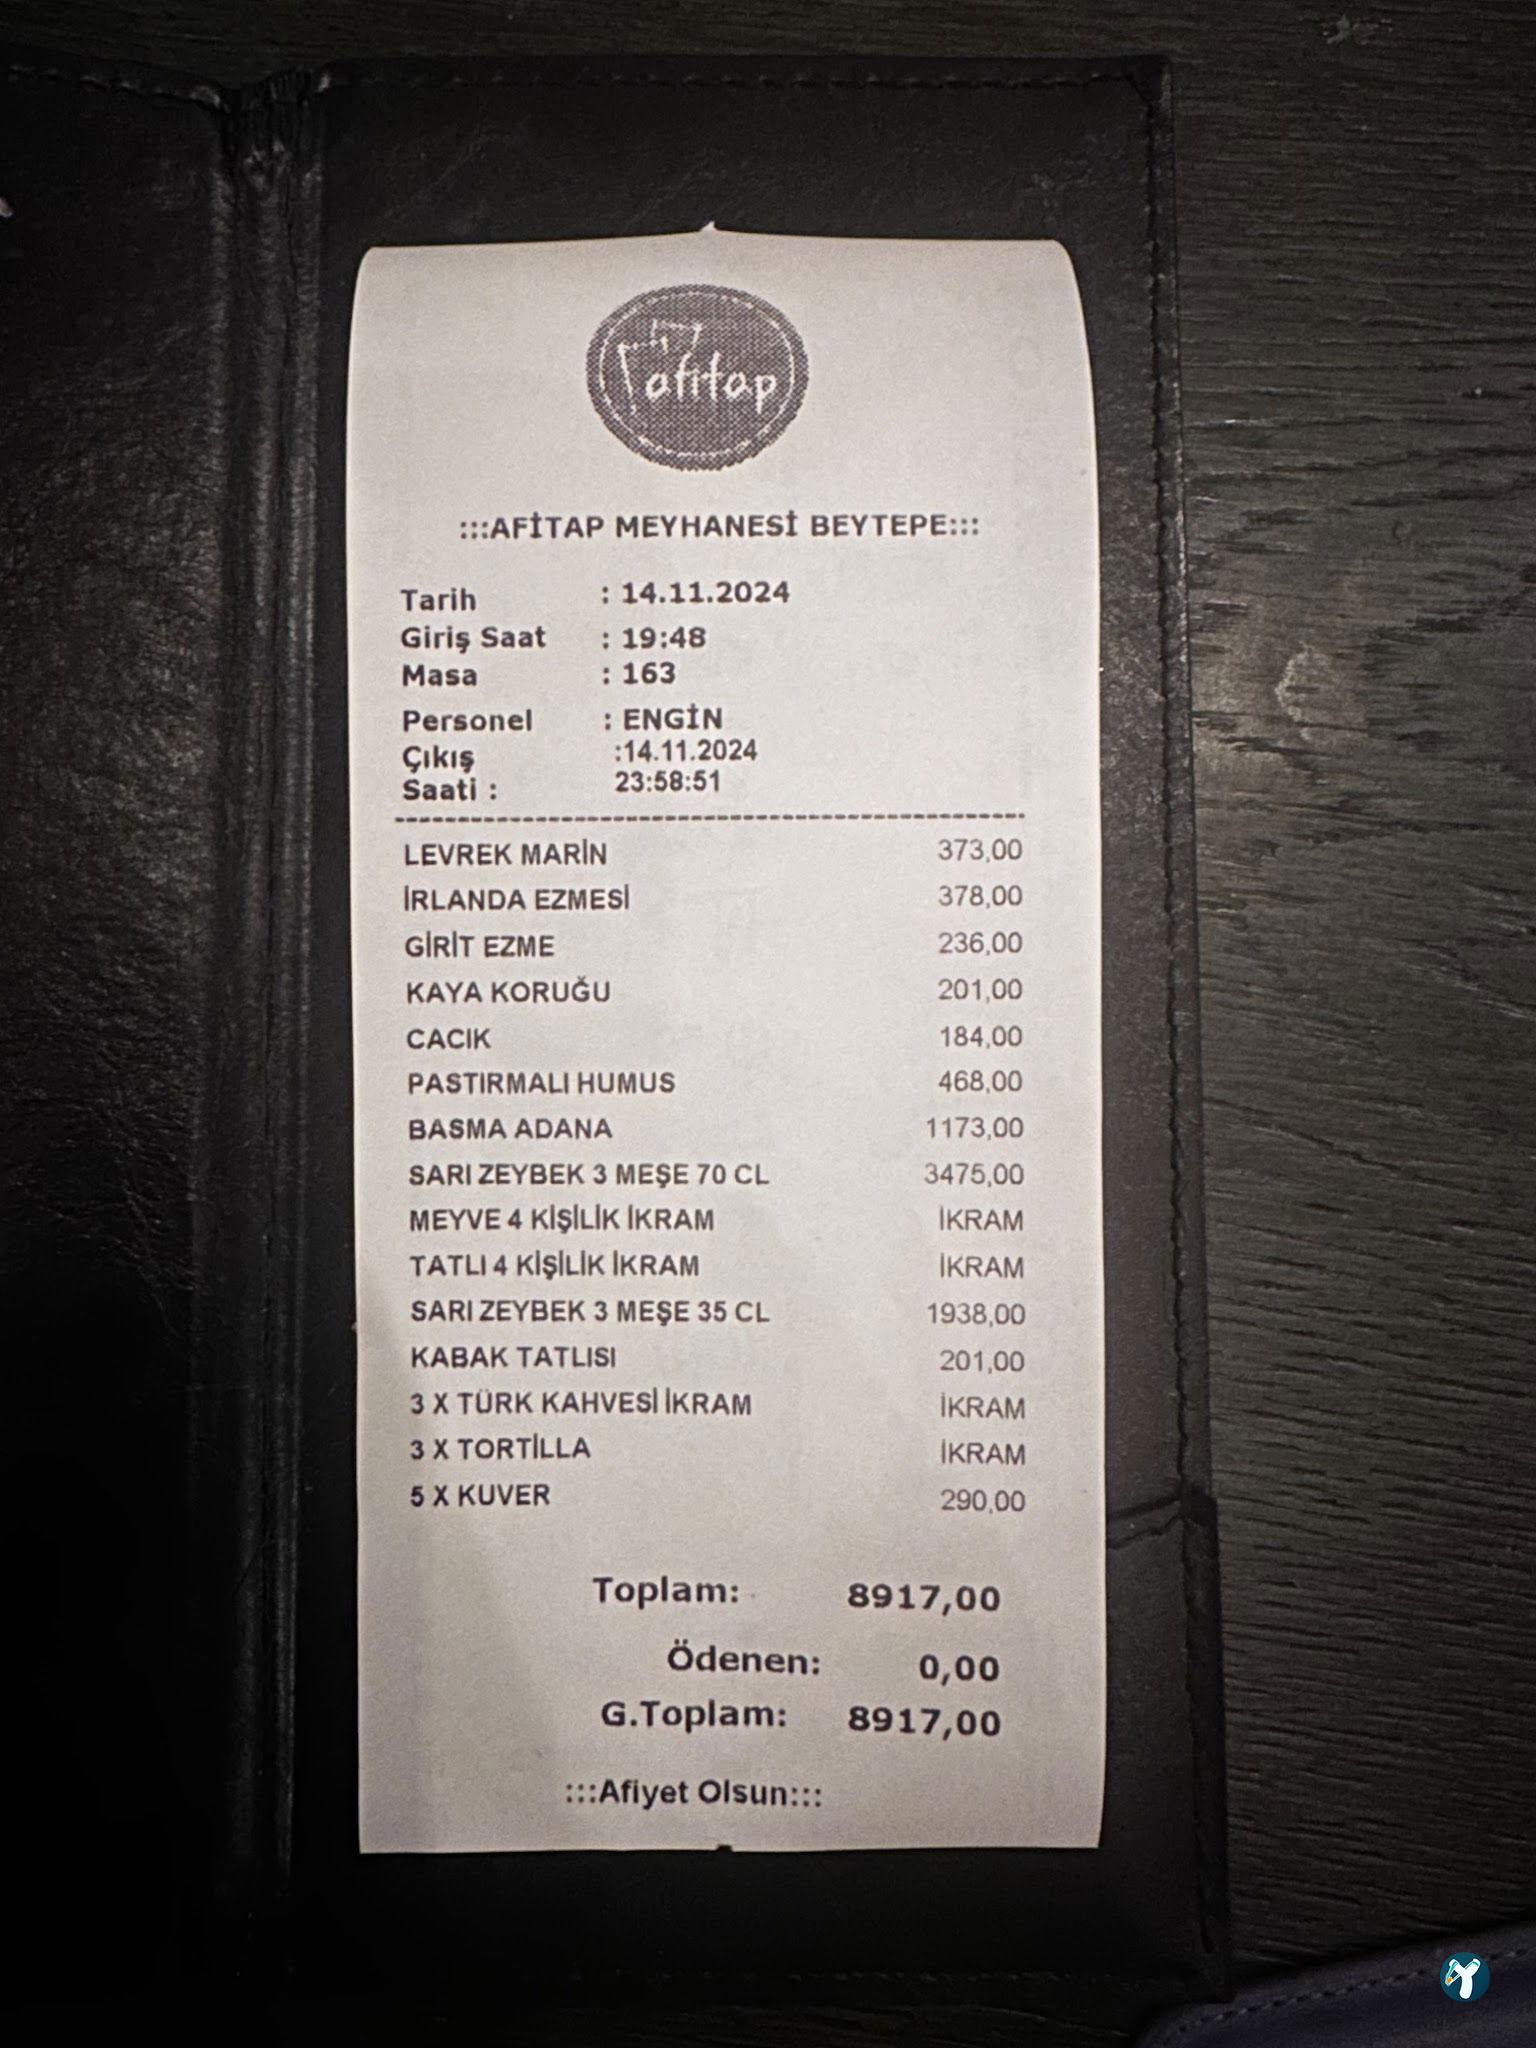 afitap
:::AFİTAP MEYHANESİ BEYTEPE:::
Tarih : 14.11.2024
Giriş Saat : 19:48
Masa : 163
Personel : ENGİN
Çıkış :14.11.2024
Saati : 23:58:51
LEVREK MARİN 373,00
İRLANDA EZMESİ 378,00
GİRİT EZME 236,00
KAYA KORUĞU 201,00
CACIK 184,00
PASTIRMALI HUMUS 468,00
BASMA ADANA 1173,00
SARI ZEYBEK 3 MEŞE 70 CL 3475,00
MEYVE 4 KİŞİLİK İKRAM İKRAM
TATLI 4 KİŞİLİK İKRAM İKRAM
SARI ZEYBEK 3 MEŞE 35 CL 1938,00
KABAK TATLISI 201,00
3 X TÜRK KAHVESİ İKRAM İKRAM
3 X TORTİLLA İKRAM
5 X KUVER 290,00
Toplam: 8917,00
Ödenen: 0,00
G.Toplam: 8917,00
:::Afiyet Olsun:::